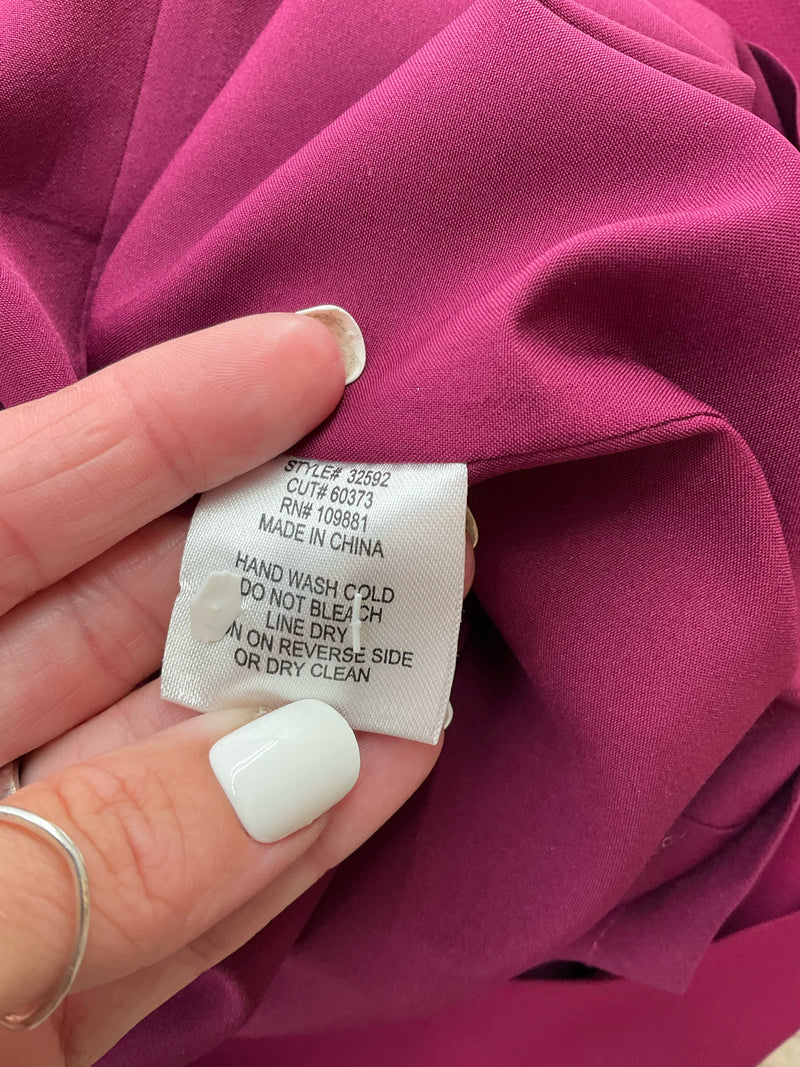 STYLE# 32592
CUT# 60373
RN# 109881
MADE IN CHINA
HAND WASH COLD
DO NOT BLEACH
LINE DRY
ON REVERSE SIDE
OR DRY CLEAN